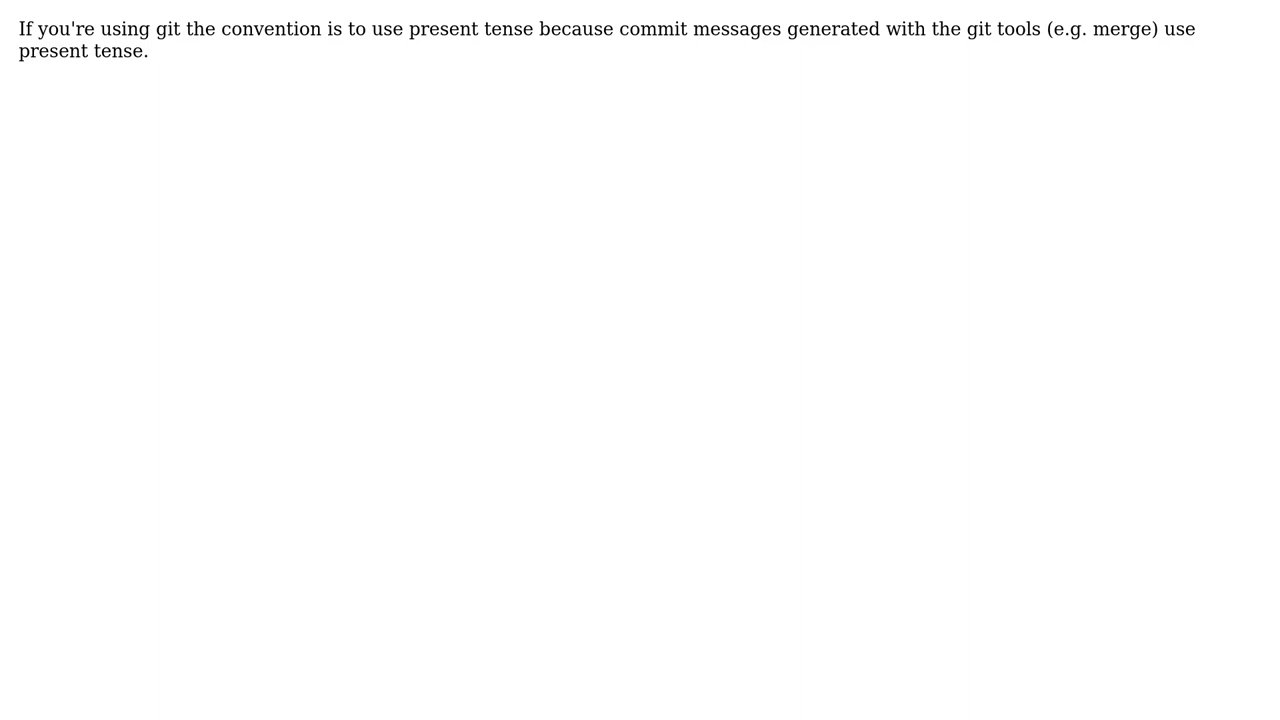 If you're using git the convention is to use present tense because commit messages generated with the git tools (e.g. merge) use
present tense.